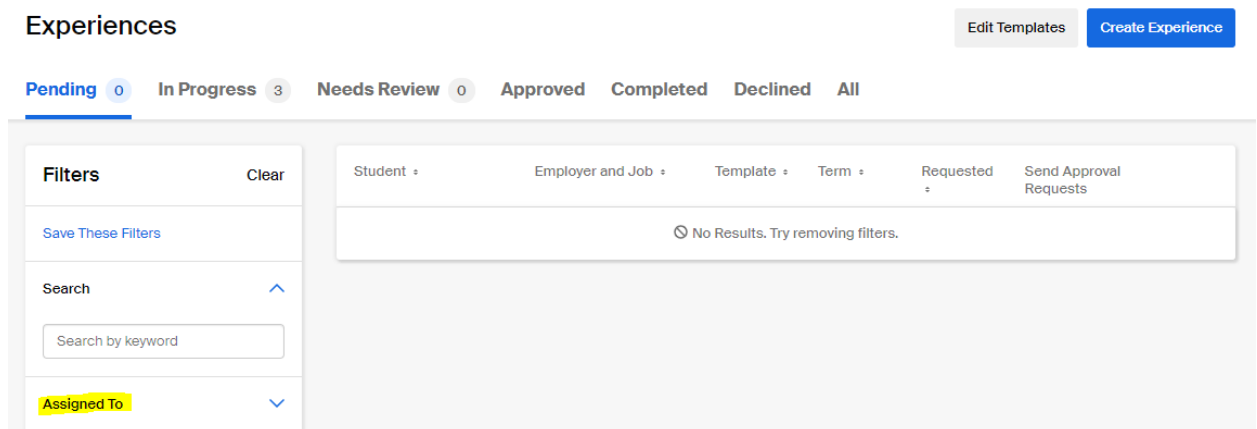 Experiences
Edit Templates
Create Experience
Pending 0 In Progress 3 Needs Review 0 Approved Completed Declined All
Filters Clear
Save These Filters
Search
Search by keyword
Assigned To
Student Employer and Job Template Term Requested Send Approval
Requests
No Results. Try removing filters.